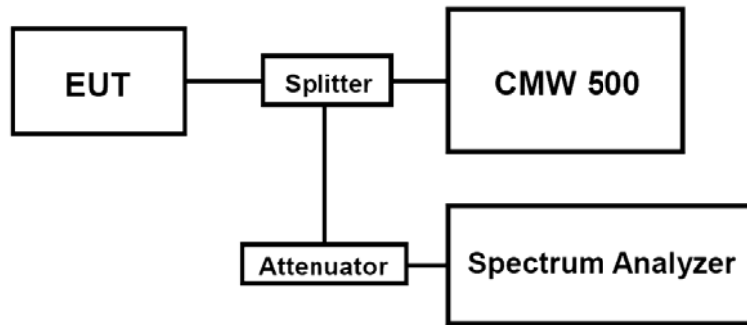 EUT
Splitter
CMW 500
Attenuator
Spectrum Analyzer